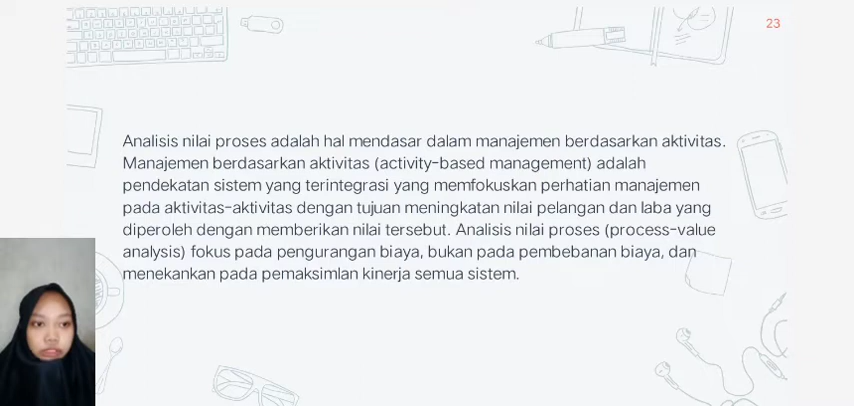 23
Analisis nilai proses adalah hal mendasar dalam manajemen berdasarkan aktivitas.
Manajemen berdasarkan aktivitas (activity-based management) adalah
pendekatan sistem yang terintegrasi yang memfokuskan perhatian manajemen
pada aktivitas-aktivitas dengan tujuan meningkatan nilai pelangan dan laba yang
diperoleh dengan memberikan nilai tersebut. Analisis nilai proses (process-value
analysis) fokus pada pengurangan biaya, bukan pada pembebanan biaya, dan
menekankan pada pemaksimlan kinerja semua sistem.